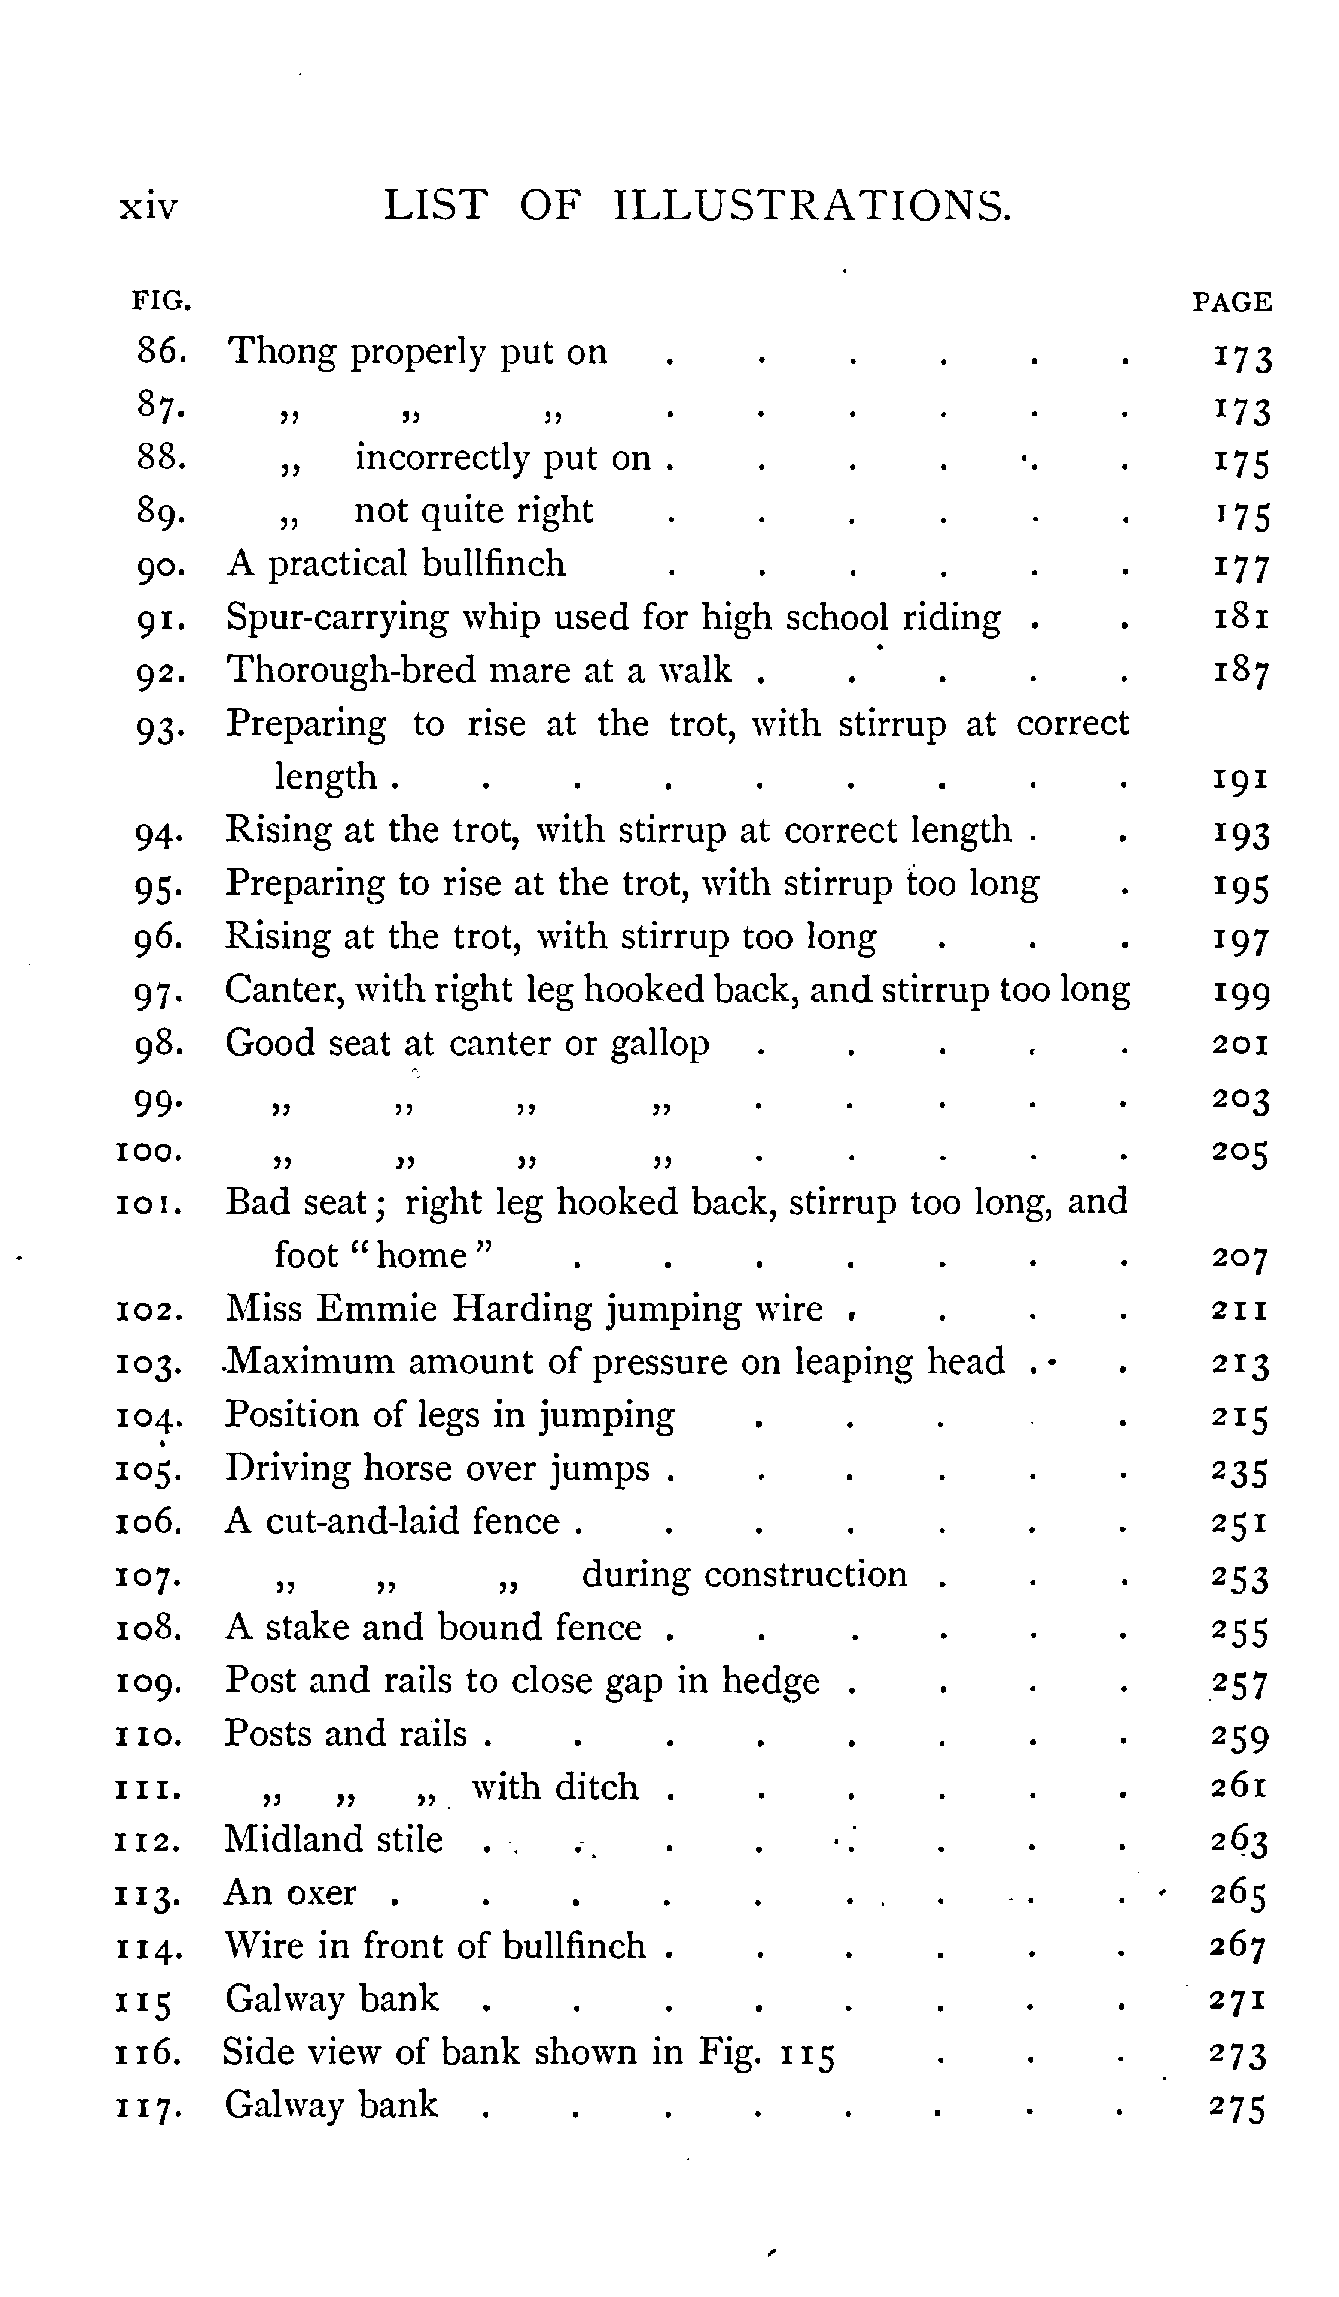 xiv LIST OF ILLUSTRATIONS.
FIG. PAGE
86. Thong properly put on . . . . . . 173
87. „ „ „ . . . . . . 173
88. „ incorrectly put on . . . . . . 175
89. „ not quite right . . . . . . 175
90. A practical bullfinch . . . . . . 177
91. Spur-carrying whip used for high school riding . . 181
92. Thorough-bred mare at a walk . . . . . 187
93. Preparing to rise at the trot, with stirrup at correct
length . . . . . . . . . 191
94. Rising at the trot, with stirrup at correct length . . 193
95. Preparing to rise at the trot, with stirrup too long . 195
96. Rising at the trot, with stirrup too long . . . 197
97. Canter, with right leg hooked back, and stirrup too long 199
98. Good seat at canter or gallop . . . . . 201
99. „ „ „ „ . . . . . 203
100. „ „ „ „ . . . . . 205
101. Bad seat; right leg hooked back, stirrup too long, and
foot "home" . . . . . . . 207
102. Miss Emmie Harding jumping wire . . . . 211
103. Maximum amount of pressure on leaping head . . 213
104. Position of legs in jumping . . . . . 215
105. Driving horse over jumps . . . . . . 235
106. A cut-and-laid fence . . . . . . . 251
107. „ „ „ during construction . . . 253
108. A stake and bound fence . . . . . . 255
109. Post and rails to close gap in hedge . . . . 257
110. Posts and rails . . . . . . . . 259
111. „ „ „ with ditch . . . . . . 261
112. Midland stile . . . . . . . . 263
113. An oxer . . . . . . . . . 265
114. Wire in front of bullfinch . . . . . . 267
115 Galway bank . . . . . . . . 271
116. Side view of bank shown in Fig. 115 . . . 273
117. Galway bank . . . . . . . . 275